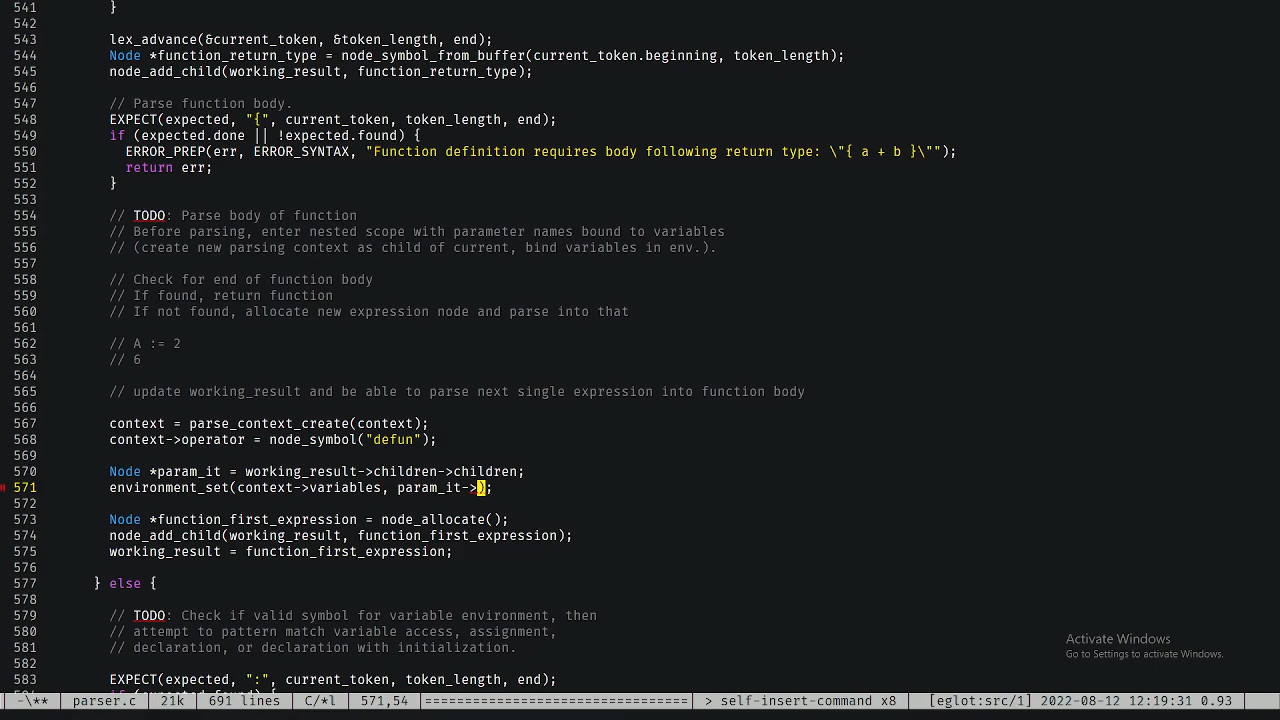 541 }
542
543 lex_advance(&current_token, &token_length, end);
544 Node *function_return_type = node_symbol_from_buffer(current_token.beginning, token_length);
545 node_add_child(working_result, function_return_type);
546
547 // Parse function body.
548 EXPECT(expected, "{", current_token, token_length, end);
549 if (expected.done || !expected.found) {
550 ERROR_PREP(err, ERROR_SYNTAX, "Function definition requires body following return type: \"{ a + b }\"");
551 return err;
552 }
553
554 // TODO: Parse body of function
555 // Before parsing, enter nested scope with parameter names bound to variables
556 // (create new parsing context as child of current, bind variables in env.).
557
558 // Check for end of function body
559 // If found, return function
560 // If not found, allocate new expression node and parse into that
561
562 // A := 2
563 // 6
564
565 // update working_result and be able to parse next single expression into function body
566
567 context = parse_context_create(context);
568 context->operator = node_symbol("defun");
569
570 Node *param_it = working_result->children->children;
571 environment_set(context->variables, param_it->);
572
573 Node *function_first_expression = node_allocate();
574 node_add_child(working_result, function_first_expression);
575 working_result = function_first_expression;
576
577 } else {
578
579 // TODO: Check if valid symbol for variable environment, then
580 // attempt to pattern match variable access, assignment,
581 // declaration, or declaration with initialization.
582
583 EXPECT(expected, ":", current_token, token_length, end);
Activate Windows
Go to Settings to activate Windows.
-\** parser.c 21k 691 lines C/*l 571,54 ================================= > self-insert-command x8 [eglot:src/1] 2022-08-12 12:19:31 0.93